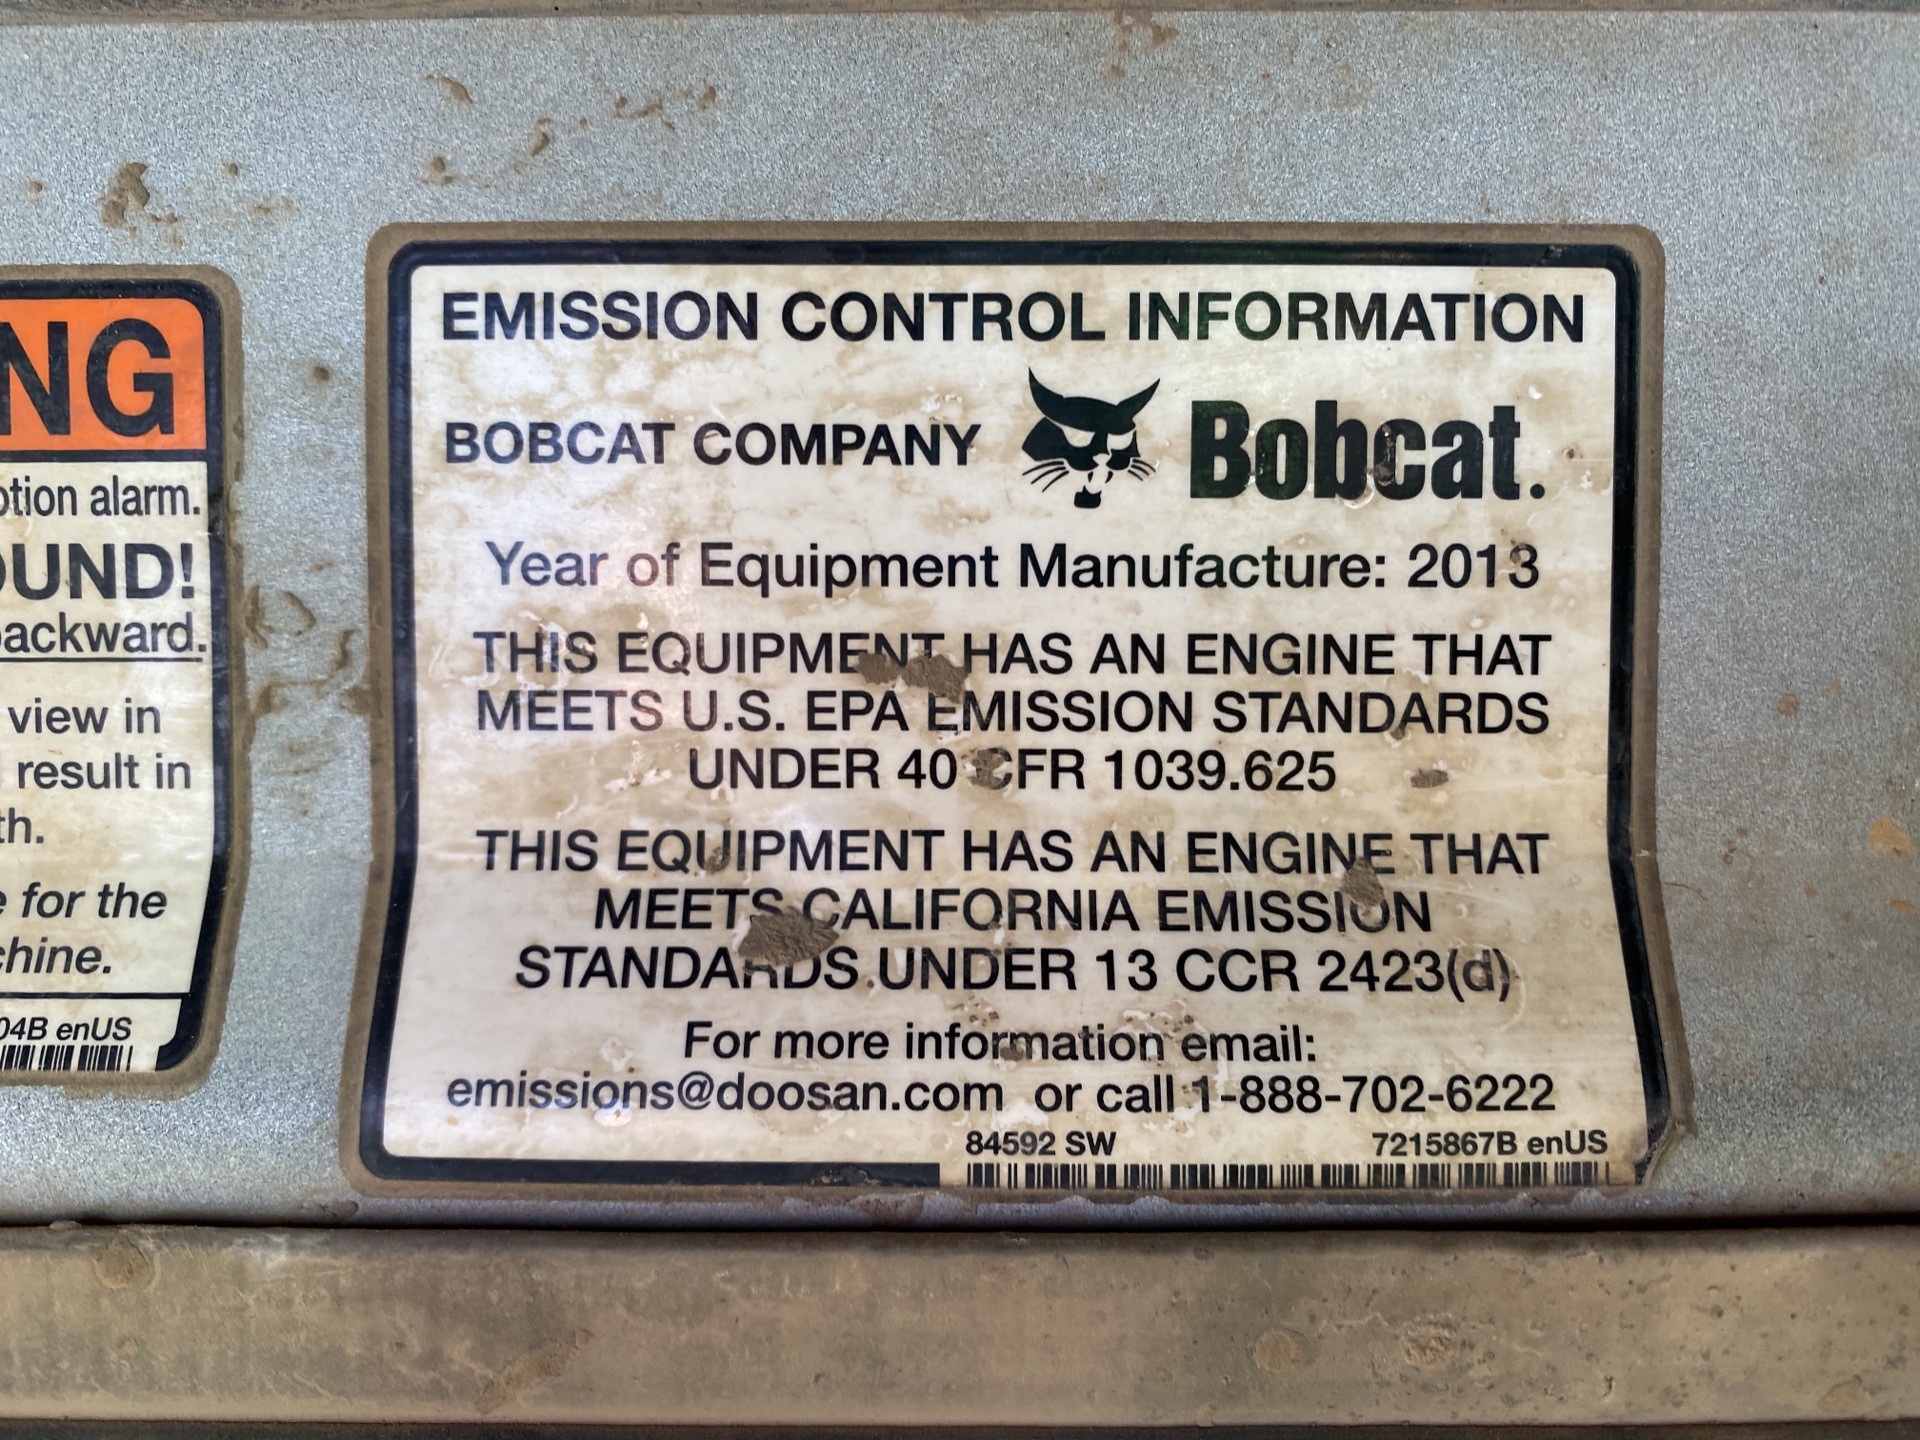 NG
otion alarm.
OUND!
backward.
view in
result in
th.
e for the
chine.
04B enUS
EMISSION CONTROL INFORMATION
BOBCAT COMPANY Bobcat.
Year of Equipment Manufacture: 2013
THIS EQUIPMENT HAS AN ENGINE THAT
MEETS U.S. EPA EMISSION STANDARDS
UNDER 40 CFR 1039.625
THIS EQUIPMENT HAS AN ENGINE THAT
MEETS CALIFORNIA EMISSION
STANDARDS UNDER 13 CCR 2423(d)
For more information email:
emissions@doosan.com or call 1-888-702-6222
84592 SW 7215867B enUS